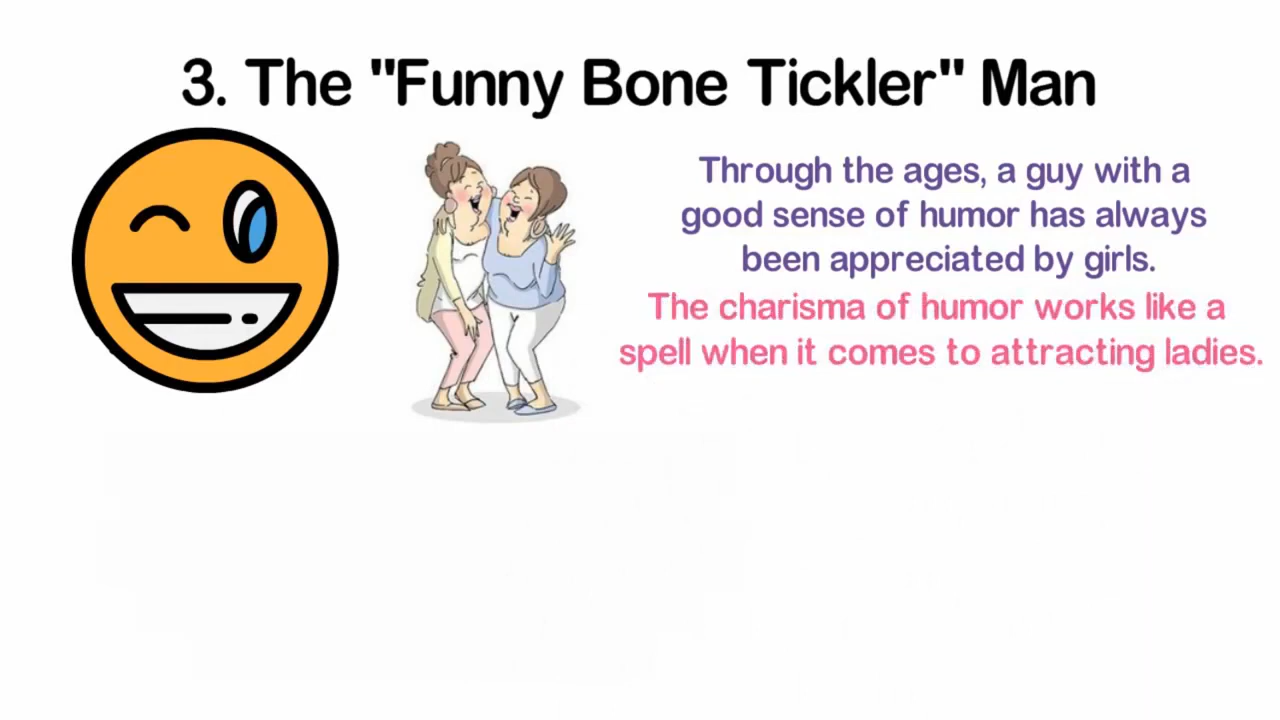 3. The "Funny Bone Tickler" Man
Through the ages, a guy with a
good sense of humor has always
been appreciated by girls.
The charisma of humor works like a
spell when it comes to attracting ladies.